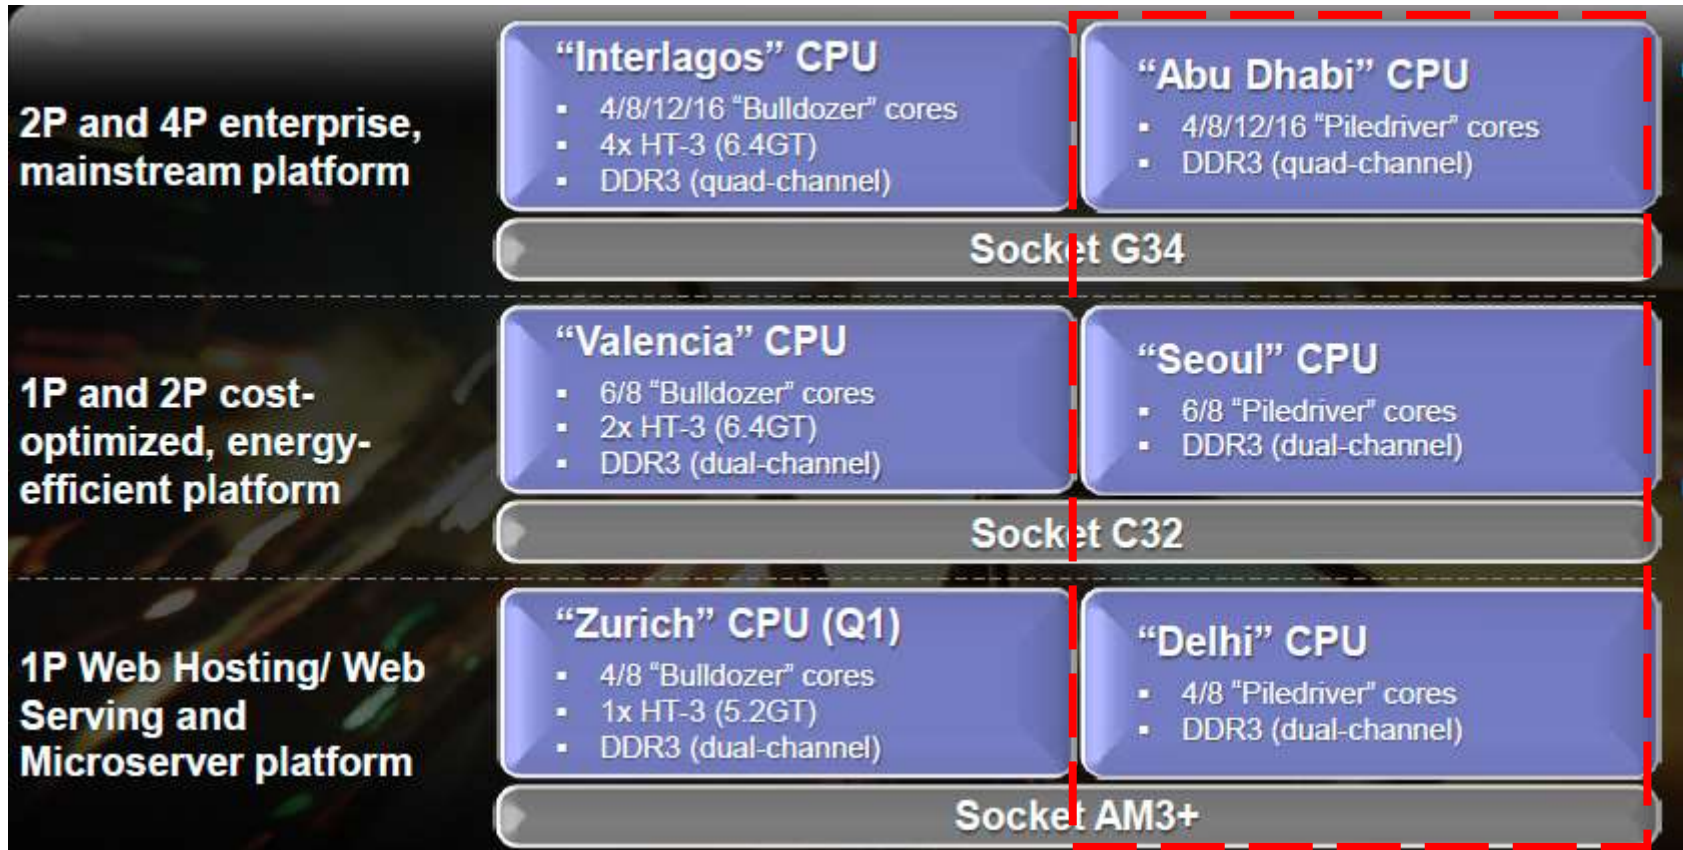 2P and 4P enterprise,
mainstream platform
“Interlagos” CPU
▪ 4/8/12/16 “Bulldozer” cores
▪ 4x HT-3 (6.4GT)
▪ DDR3 (quad-channel)
“Abu Dhabi” CPU
▪ 4/8/12/16 “Piledriver” cores
▪ DDR3 (quad-channel)
Socket G34
1P and 2P cost-
optimized, energy-
efficient platform
“Valencia” CPU
▪ 6/8 “Bulldozer” cores
▪ 2x HT-3 (6.4GT)
▪ DDR3 (dual-channel)
“Seoul” CPU
▪ 6/8 “Piledriver” cores
▪ DDR3 (dual-channel)
Socket C32
1P Web Hosting/ Web
Serving and
Microserver platform
“Zurich” CPU (Q1)
▪ 4/8 “Bulldozer” cores
▪ 1x HT-3 (5.2GT)
▪ DDR3 (dual-channel)
“Delhi” CPU
▪ 4/8 “Piledriver” cores
▪ DDR3 (dual-channel)
Socket AM3+